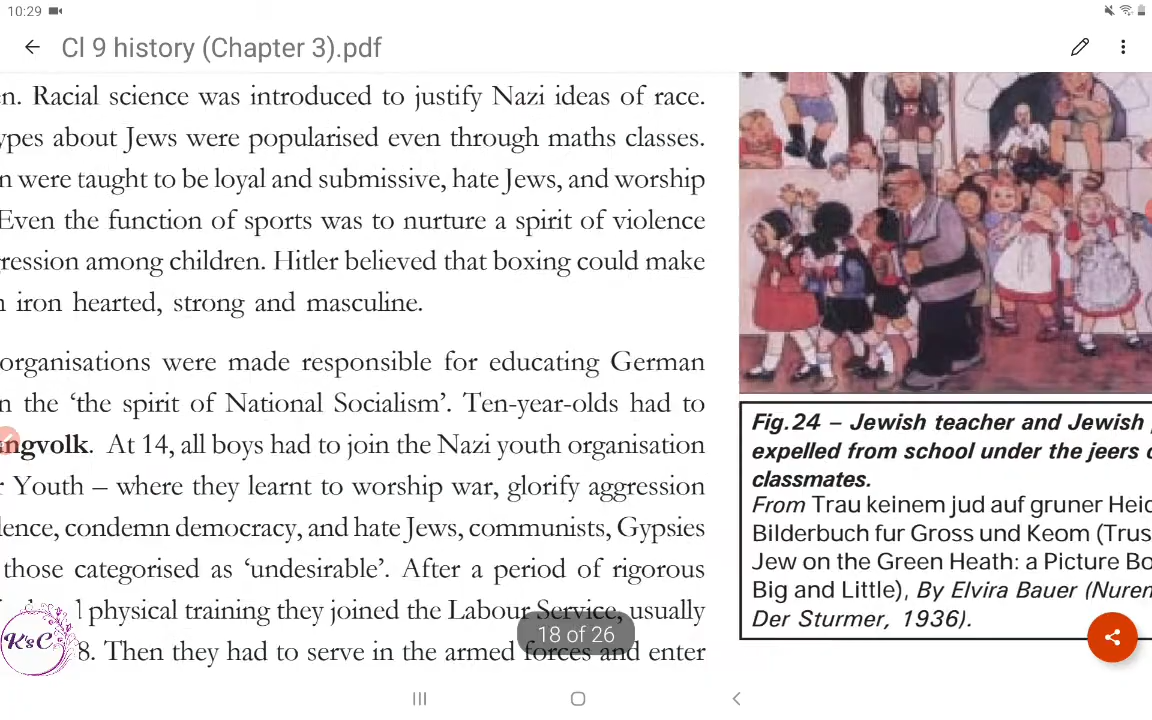 10:29
Cl 9 history (Chapter 3).pdf
en. Racial science was introduced to justify Nazi ideas of race.
ypes about Jews were popularised even through maths classes.
n were taught to be loyal and submissive, hate Jews, and worship
Even the function of sports was to nurture a spirit of violence
gression among children. Hitler believed that boxing could make
n iron hearted, strong and masculine.
organisations were made responsible for educating German
n the ‘the spirit of National Socialism’. Ten-year-olds had to
ngvolk. At 14, all boys had to join the Nazi youth organisation
r Youth – where they learnt to worship war, glorify aggression
lence, condemn democracy, and hate Jews, communists, Gypsies
those categorised as ‘undesirable’. After a period of rigorous
l physical training they joined the Labour Service, usually
8. Then they had to serve in the armed forces and enter
Fig.24 – Jewish teacher and Jewish
expelled from school under the jeers
classmates.
From Trau keinem jud auf gruner Heid
Bilderbuch fur Gross und Keom (Trus
Jew on the Green Heath: a Picture Bo
Big and Little), By Elvira Bauer (Nurem
Der Sturmer, 1936).
18 of 26
K's C